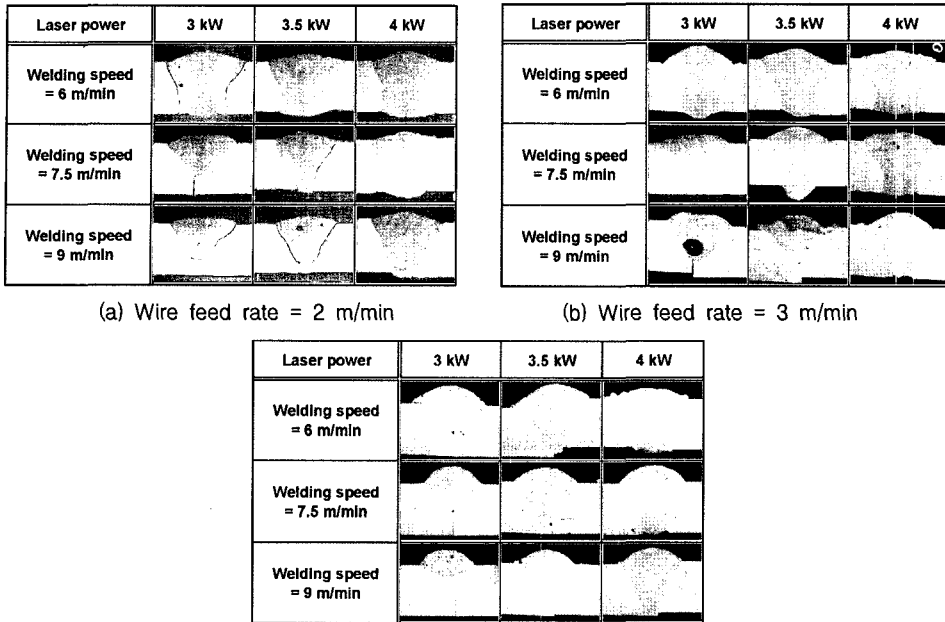 Laser power 3 kW 3.5 kW 4 kW
Welding speed
= 6 m/min
Welding speed
= 7.5 m/min
Welding speed
= 9 m/min
(a) Wire feed rate = 2 m/min
Laser power 3 kW 3.5 kW 4 kW
Welding speed
= 6 m/min
Welding speed
= 7.5 m/min
Welding speed
= 9 m/min
(b) Wire feed rate = 3 m/min
Laser power 3 kW 3.5 kW 4 kW
Welding speed
= 6 m/min
Welding speed
= 7.5 m/min
Welding speed
= 9 m/min